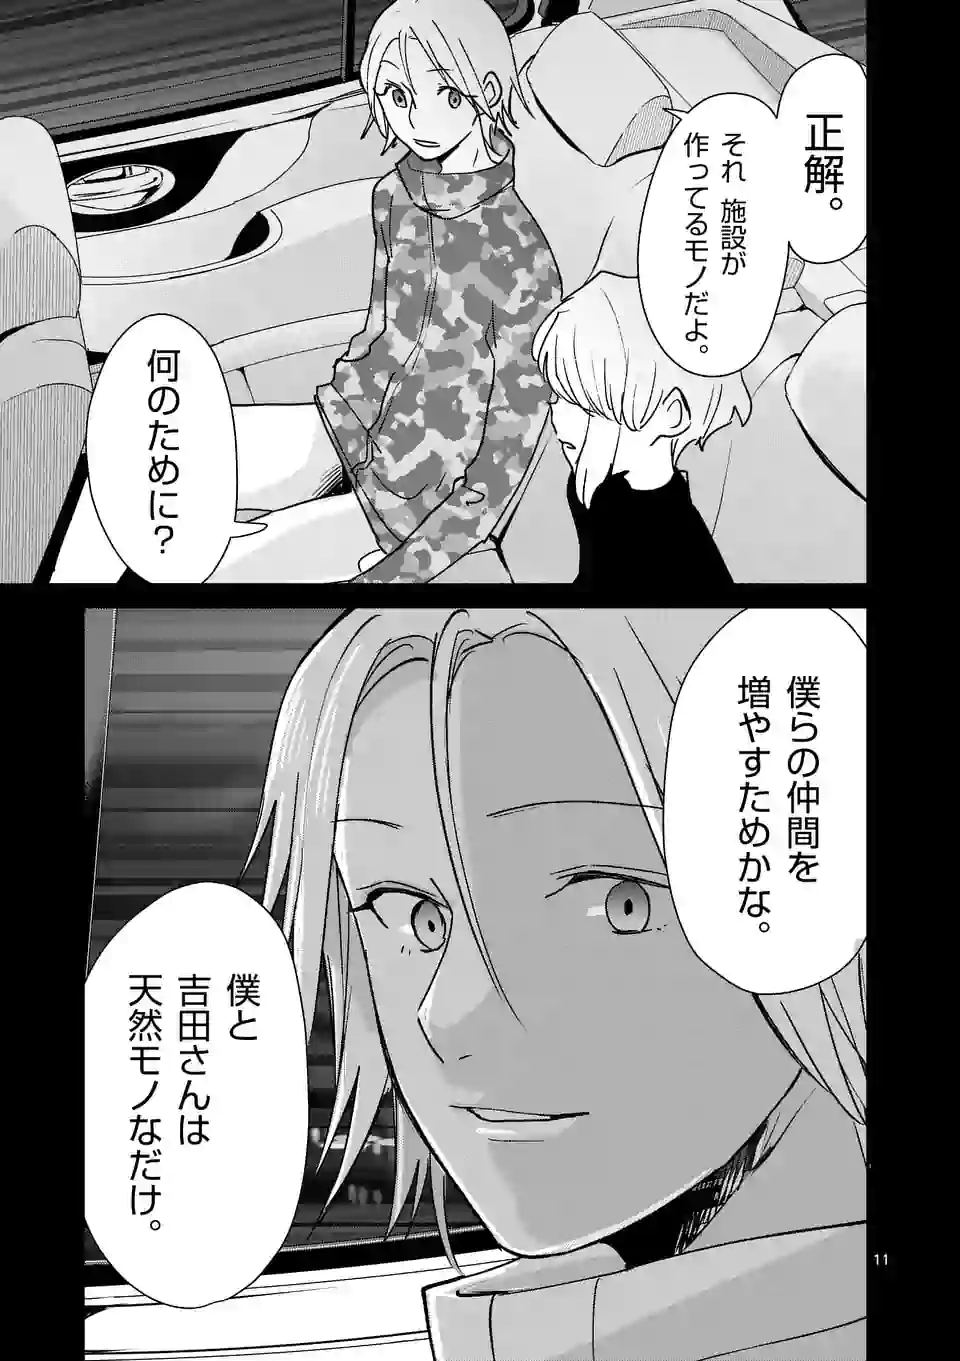 正解。
それ 施設が
作ってるモノだよ。
何のために？
僕らの仲間を
増やすためかな。
僕と
吉田さんは
天然モノなだけ。
11